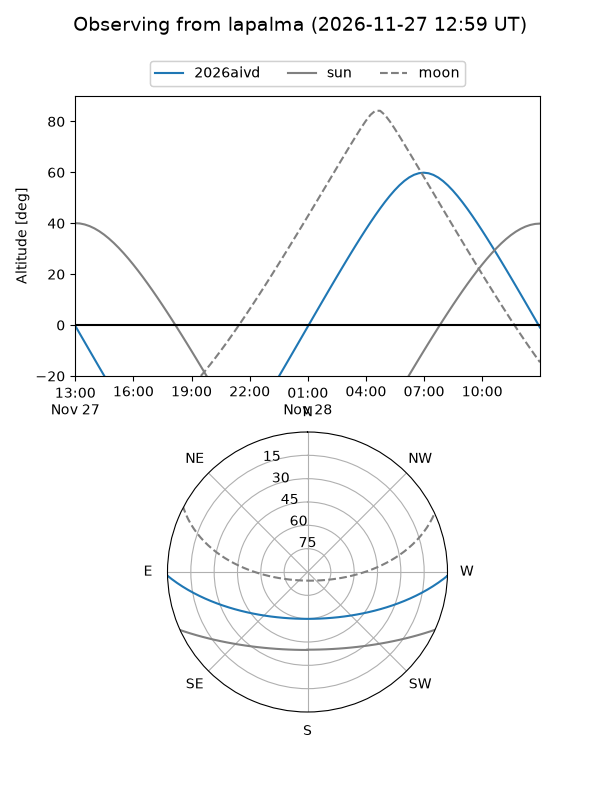 Observing from lapalma (2026-11-27 12:59 UT)
2026aivd sun moon
Altitude [deg]
80
60
40
20
0
−20
13:00 16:00 19:00 22:00 01:00 04:00 07:00 10:00
Nov 27 Nov 28
N
NE NW
15
30
45
60
75
E W
SE SW
S